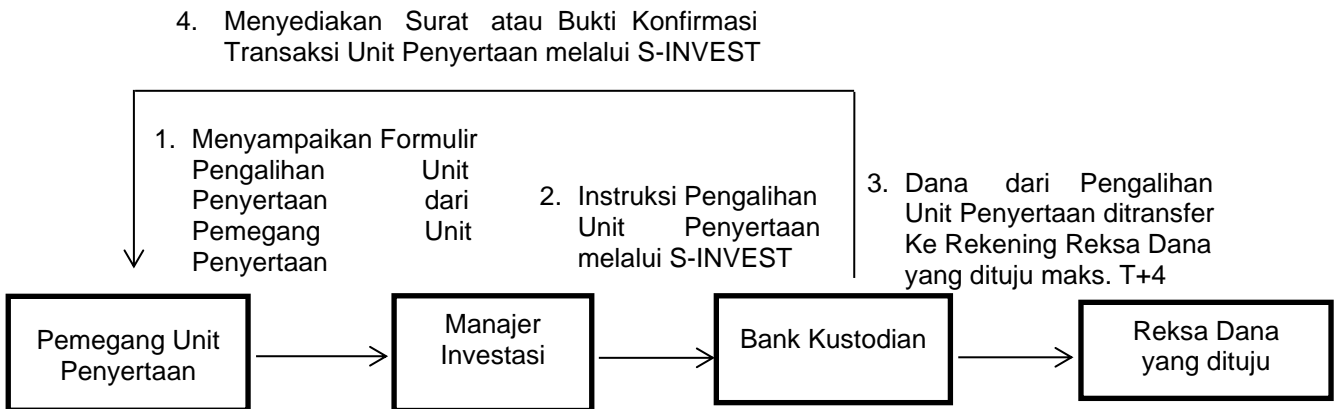 4. Menyediakan Surat atau Bukti Konfirmasi
Transaksi Unit Penyertaan melalui S-INVEST
1. Menyampaikan Formulir
Pengalihan Unit
Penyertaan dari
Pemegang Unit
Penyertaan
2. Instruksi Pengalihan
Unit Penyertaan
melalui S-INVEST
3. Dana dari Pengalihan
Unit Penyertaan ditransfer
Ke Rekening Reksa Dana
yang dituju maks. T+4
Pemegang Unit
Penyertaan
Manajer
Investasi
Bank Kustodian
Reksa Dana
yang dituju